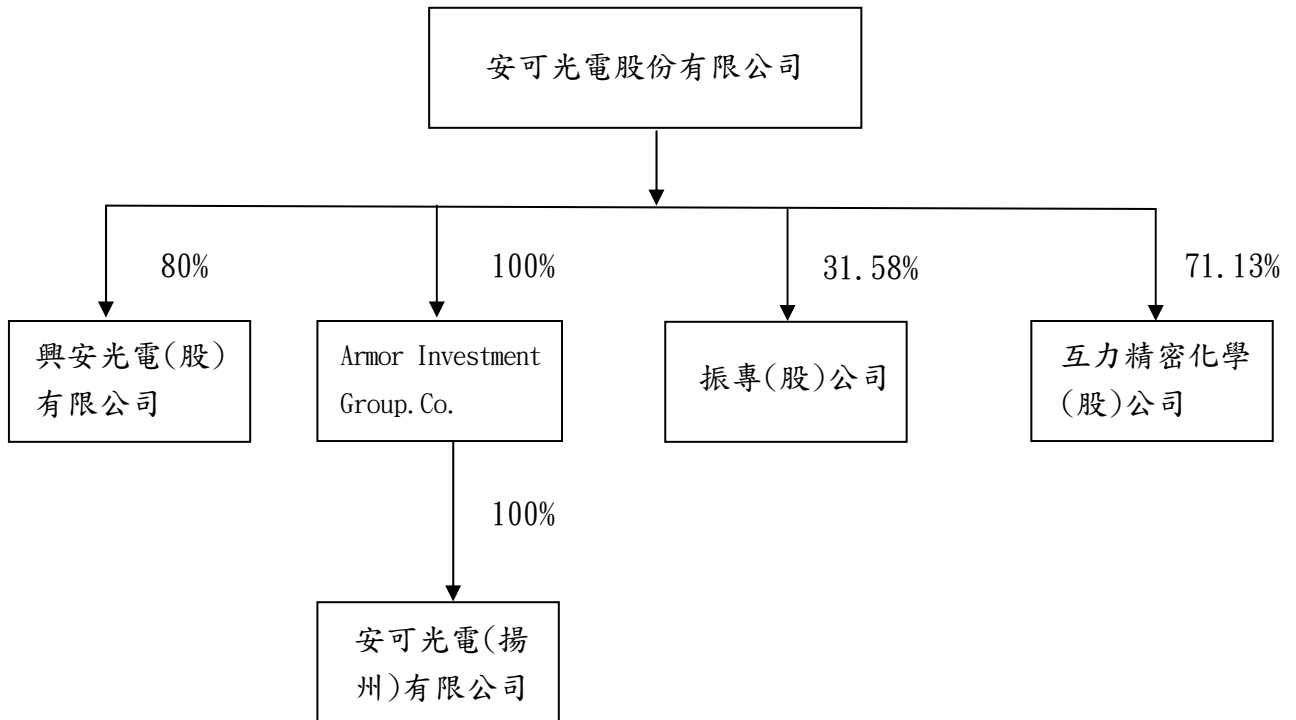 安可光電股份有限公司
80%
100%
31.58%
71.13%
興安光電(股)
有限公司
Armor Investment
Group.Co.
振專(股)公司
互力精密化學
(股)公司
100%
安可光電(揚
州)有限公司